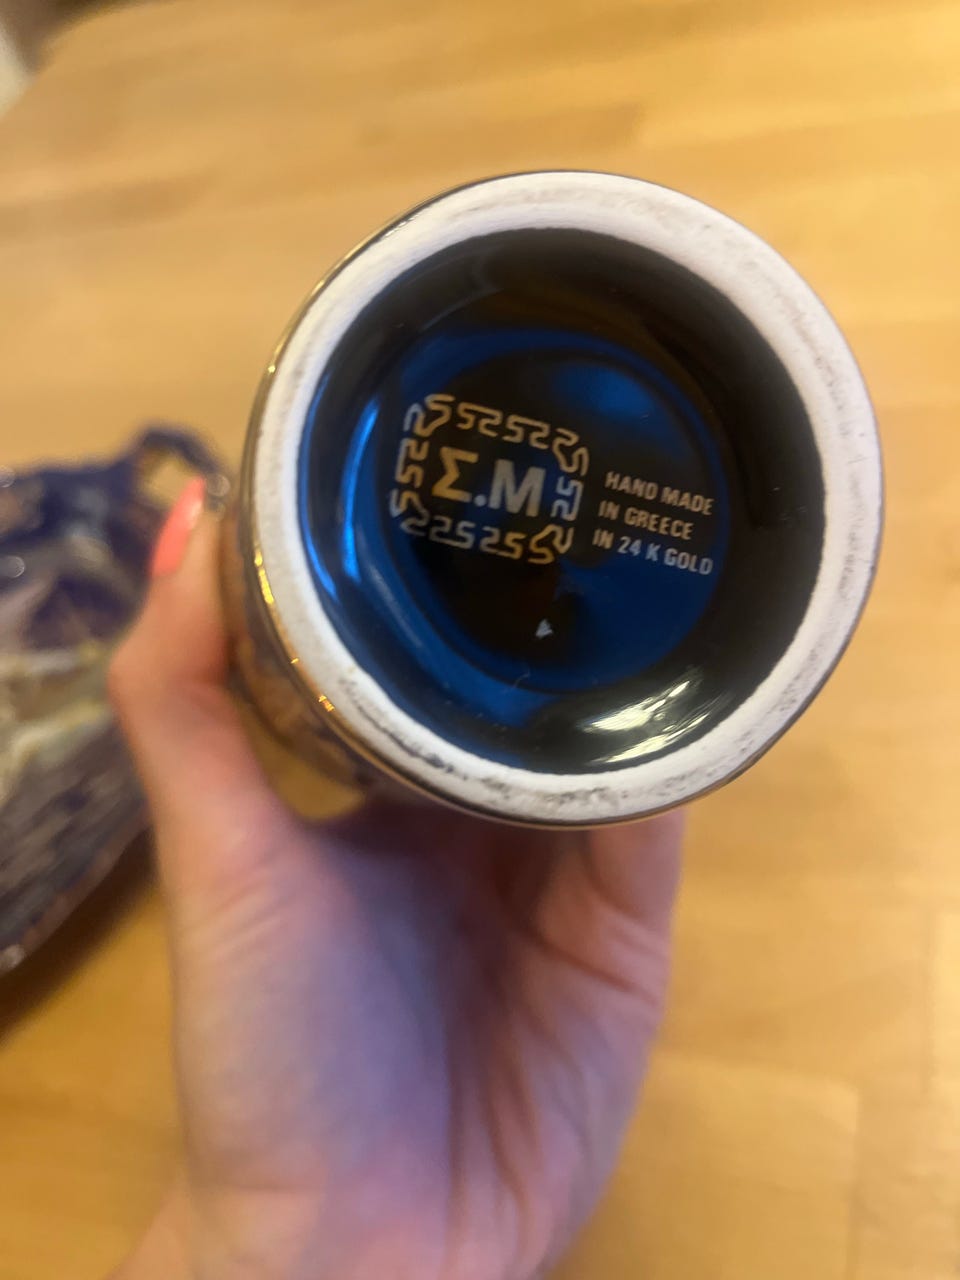 Σ.Μ
HAND MADE
IN GREECE
IN 24 K GOLD